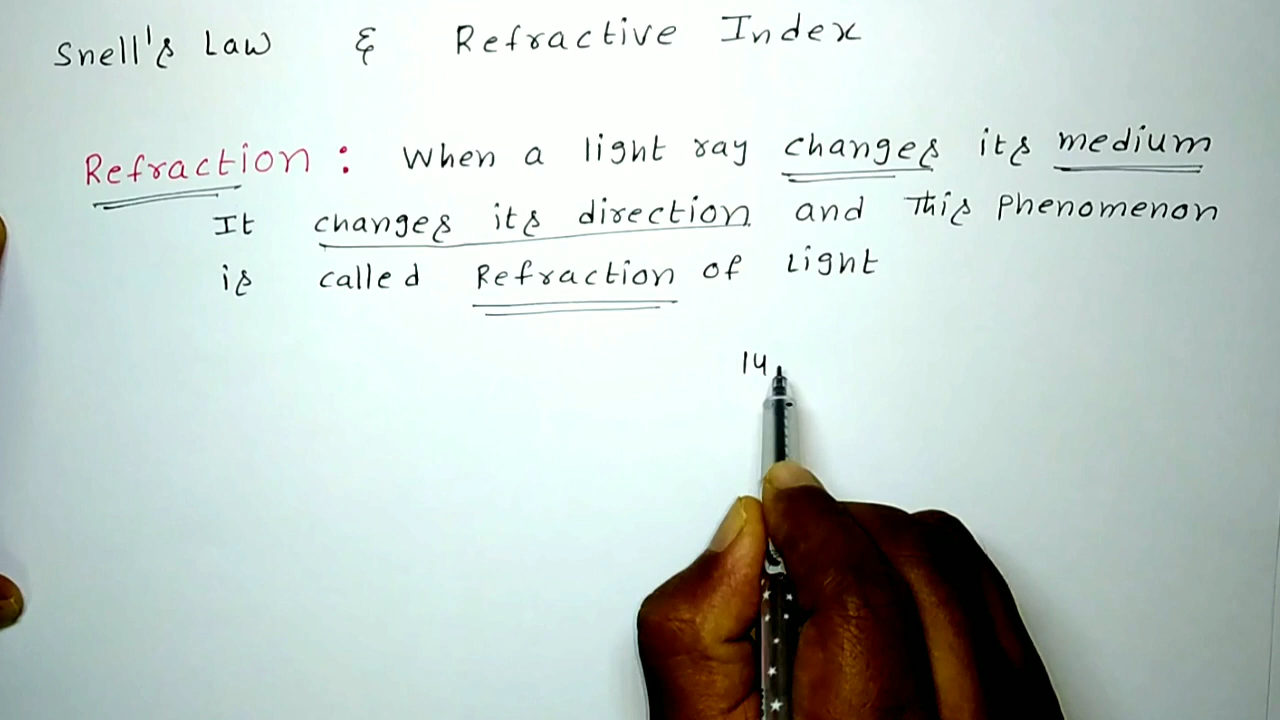 Snell's Law & Refractive Index
Refraction : When a light ray changes its medium
It changes its direction and This Phenomenon
is called Refraction of Light
14